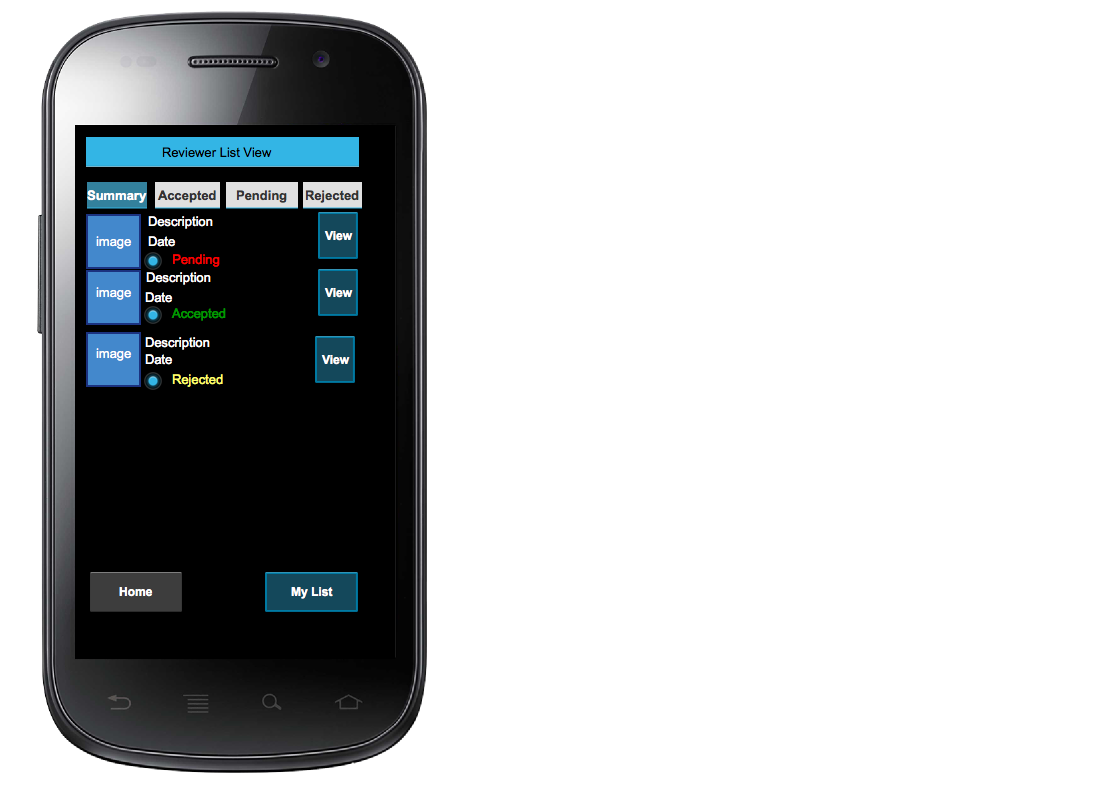 Reviewer List View
Summary Accepted Pending Rejected
image Description View
Date
Pending
image Description View
Date
Accepted
image Description View
Date
Rejected
Home My List